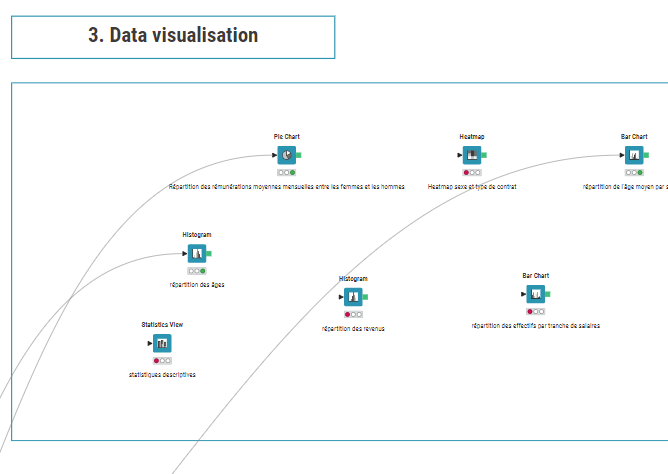 3. Data visualisation
Pie Chart
Répartition des rémunérations moyennes mensuelles entre les femmes et les hommes
Heatmap
Heatmap sexe et type de contrat
Bar Chart
répartition de l'âge moyen par s
Histogram
répartition des âges
Histogram
répartition des revenus
Bar Chart
répartition des effectifs par tranche de salaires
Statistics View
statistiques descriptives